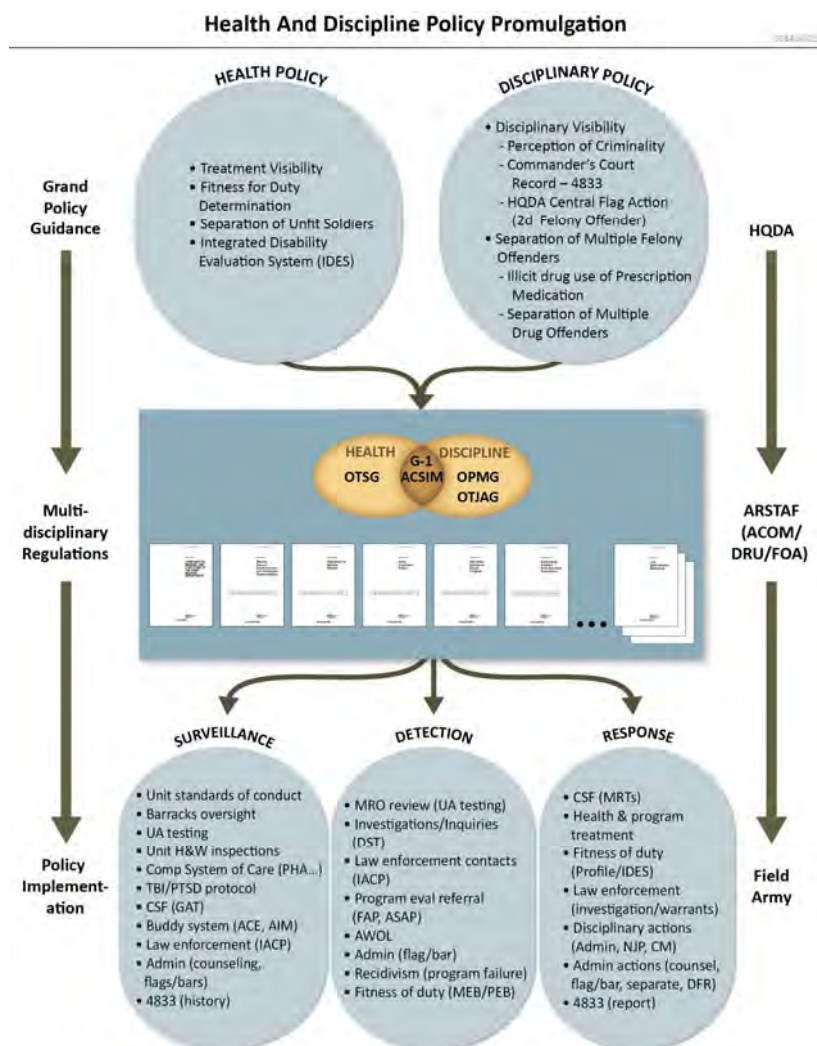 Health And Discipline Policy Promulgation
HEALTH POLICY
• Treatment Visibility
• Fitness for Duty
Determination
• Separation of Unfit Soldiers
• Integrated Disability
Evaluation System (IDES)
DISCIPLINARY POLICY
• Disciplinary Visibility
- Perception of Criminality
- Commander's Court
Record – 4833
- HQDA Central Flag Action
(2d Felony Offender)
• Separation of Multiple Felony
Offenders
- Illicit drug use of Prescription
Medication
- Separation of Multiple
Drug Offenders
Grand
Policy
Guidance
HQDA
HEALTH
OTSG
G-1
ACSIM
DISCIPLINE
OPMG
OTJAG
Multi-
disciplinary
Regulations
ARSTAF
(ACOM/
DRU/FOA)
•••
SURVEILLANCE
• Unit standards of conduct
• Barracks oversight
• UA testing
• Unit H&W inspections
• Comp System of Care (PHA...)
• TBI/PTSD protocol
• CSF (GAT)
• Buddy system (ACE, AIM)
• Law enforcement (IACP)
• Admin (counseling,
flags/bars)
• 4833 (history)
DETECTION
• MRO review (UA testing)
• Investigations/Inquiries
(DST)
• Law enforcement contacts
(IACP)
• Program eval referral
(FAP, ASAP)
• AWOL
• Admin (flag/bar)
• Recidivism (program failure)
• Fitness of duty (MEB/PEB)
RESPONSE
• CSF (MRTs)
• Health & program
treatment
• Fitness of duty
(Profile/IDES)
• Law enforcement
(investigation/warrants)
• Disciplinary actions
(Admin, NJP, CM)
• Admin actions (counsel,
flag/bar, separate, DFR)
• 4833 (report)
Policy
Implement-
ation
Field
Army